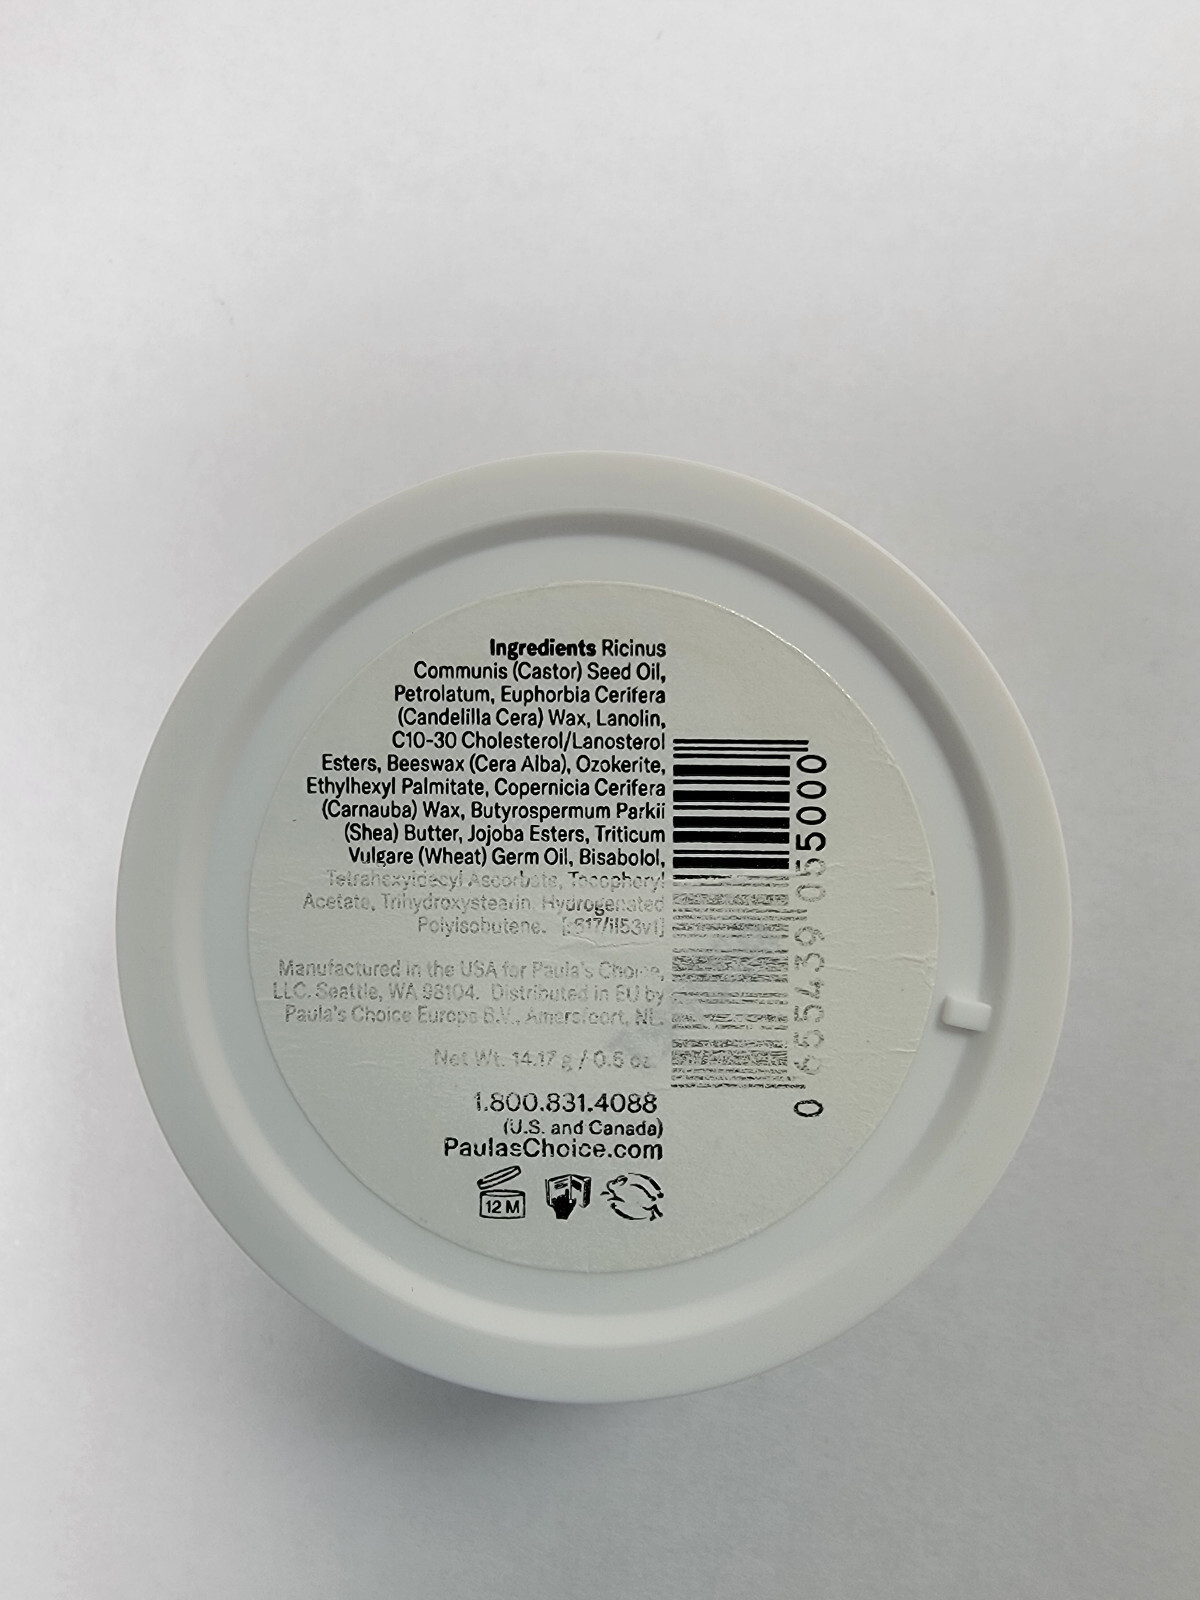 Ingredients Ricinus
Communis (Castor) Seed Oil,
Petrolatum, Euphorbia Cerifera
(Candelilla Cera) Wax, Lanolin,
C10-30 Cholesterol/Lanosterol
Esters, Beeswax (Cera Alba), Ozokerite,
Ethylhexyl Palmitate, Copernicia Cerifera
(Carnauba) Wax, Butyrospermum Parkii
(Shea) Butter, Jojoba Esters, Triticum
Vulgare (Wheat) Germ Oil, Bisabolol,
Tetrahexyldecyl Ascorbate, Tocopheryl
Acetate, Trihydroxystearin, Hydrogenated
Polyisobutene.
Manufactured in the USA for Paula's Choice,
LLC. Seattle, WA 98104. Distributed in EU by
Paula's Choice Europe B.V., Amersfoort, NL.
Net Wt. 14.17 g / 0.5 oz.
1.800.831.4088
(U.S. and Canada)
PaulasChoice.com
12 M
0 655439 055000